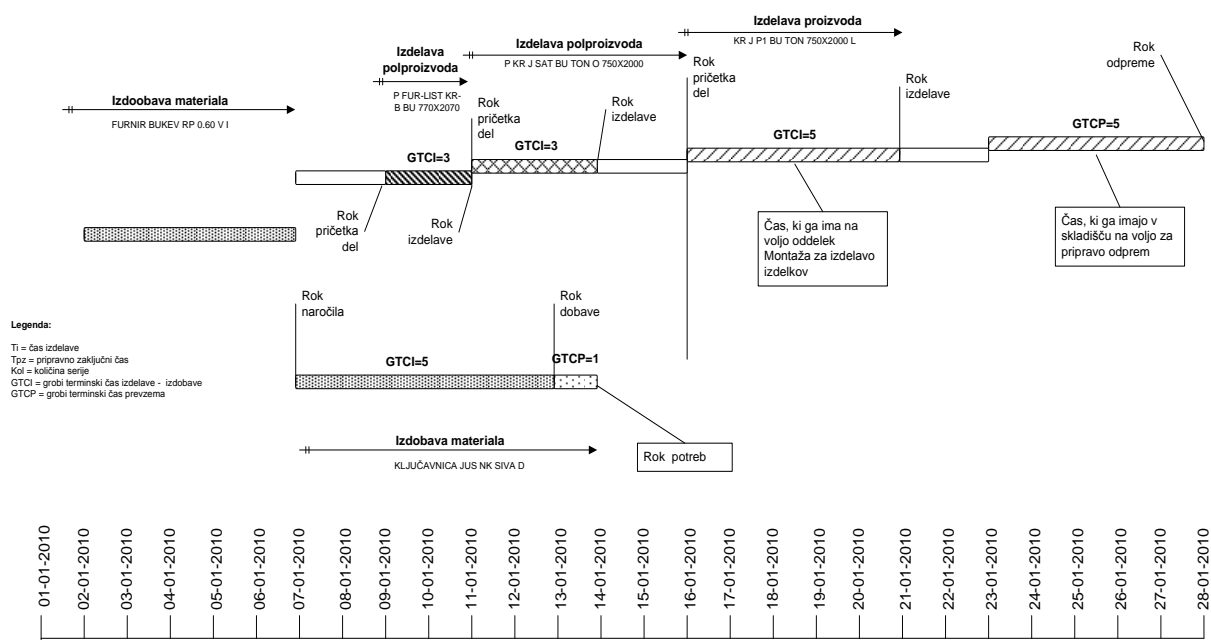 Izdelava proizvoda
KR J P1 BU TON 750X2000 L
Izdelava polproizvoda
P KR J SAT BU TON O 750X2000
Izdelava
polproizvoda
P FUR-LIST KR-
B BU 770X2070
Izdoobava materiala
FURNIR BUKEV RP 0.60 V I
Rok
odpreme
Rok
pričetka
del
Rok
izdelave
Rok
pričetka
del
Rok
izdelave
GTCI=3
GTCI=3
GTCI=5
GTCP=5
Rok
pričetka
del
Rok
izdelave
Čas, ki ga ima na
voljo oddelek
Montaža za izdelavo
izdelkov
Čas, ki ga imajo v
skladišču na voljo za
pripravo odprem
Rok
naročila
Rok
dobave
Legenda:
Ti = čas izdelave
Tpz = pripravno zaključni čas
Kol = količina serije
GTCI = grobi terminski čas izdelave - izdobave
GTCP = grobi terminski čas prevzema
GTCI=5
GTCP=1
Izdobava materiala
KLJUČAVNICA JUS NK SIVA D
Rok potreb
01-01-2010
02-01-2010
03-01-2010
04-01-2010
05-01-2010
06-01-2010
07-01-2010
08-01-2010
09-01-2010
10-01-2010
11-01-2010
12-01-2010
13-01-2010
14-01-2010
15-01-2010
16-01-2010
17-01-2010
18-01-2010
19-01-2010
20-01-2010
21-01-2010
22-01-2010
23-01-2010
24-01-2010
25-01-2010
26-01-2010
27-01-2010
28-01-2010